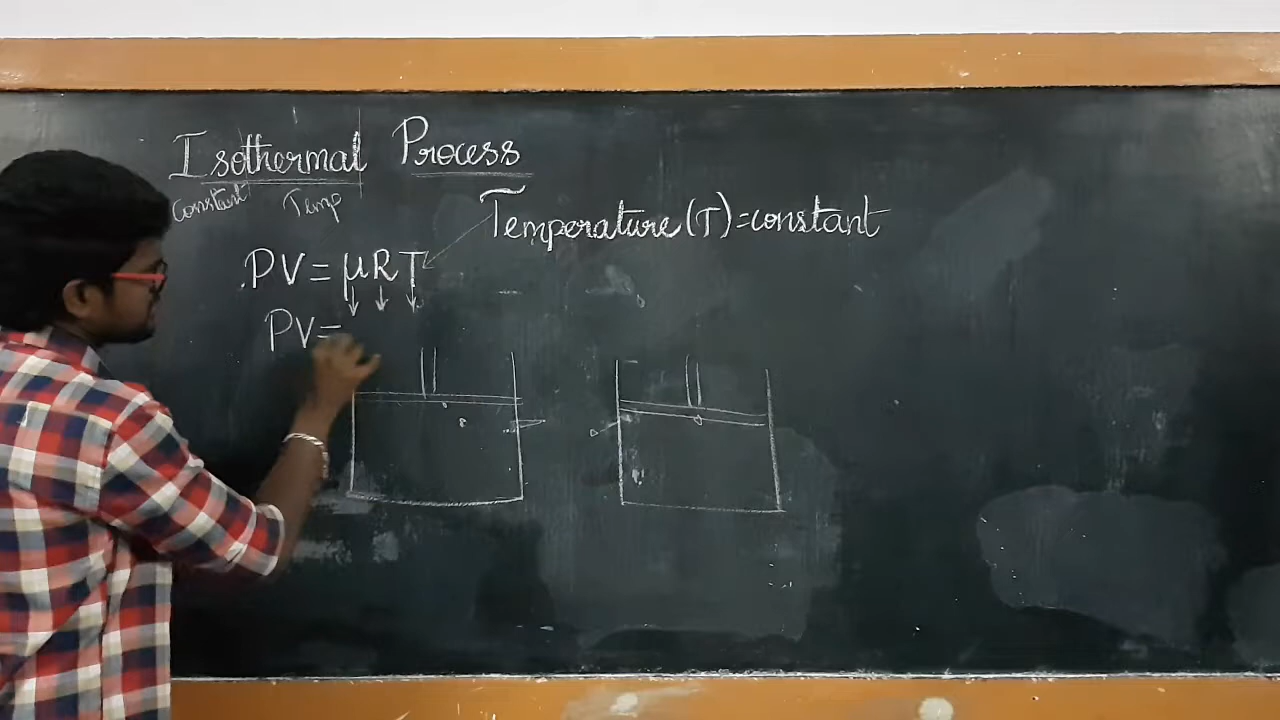 Isothermal Process
Constant Temp
Temperature (T)=constant
PV=μRT
PV=